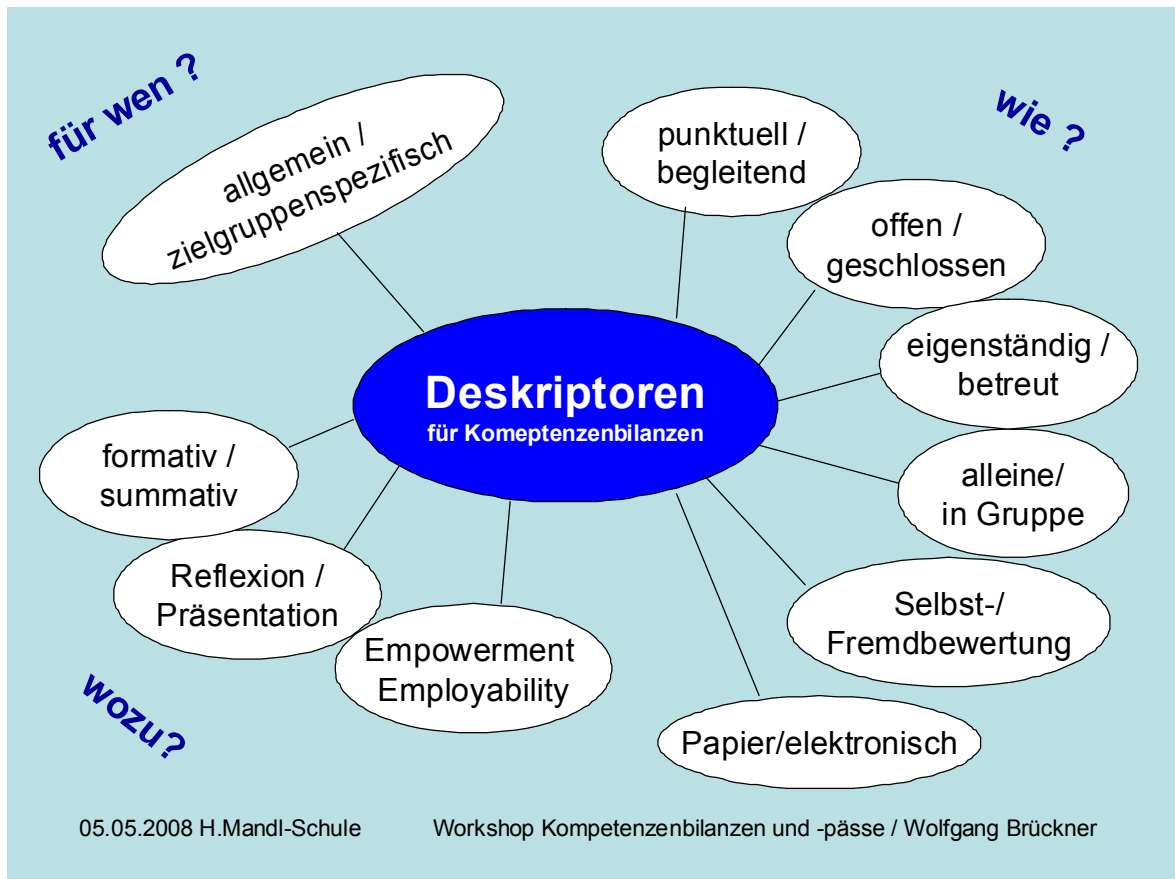 für wen ?
allgemein /
zielgruppenspezifisch
wie ?
punktuell /
begleitend
offen /
geschlossen
eigenständig /
betreut
alleine/
in Gruppe
Selbst-/
Fremdbewertung
Papier/elektronisch
Deskriptoren
für Komeptenzenbilanzen
formativ /
summativ
Reflexion /
Präsentation
Empowerment
Employability
wozu?
05.05.2008 H.Mandl-Schule
Workshop Kompetenzenbilanzen und -pässe / Wolfgang Brückner